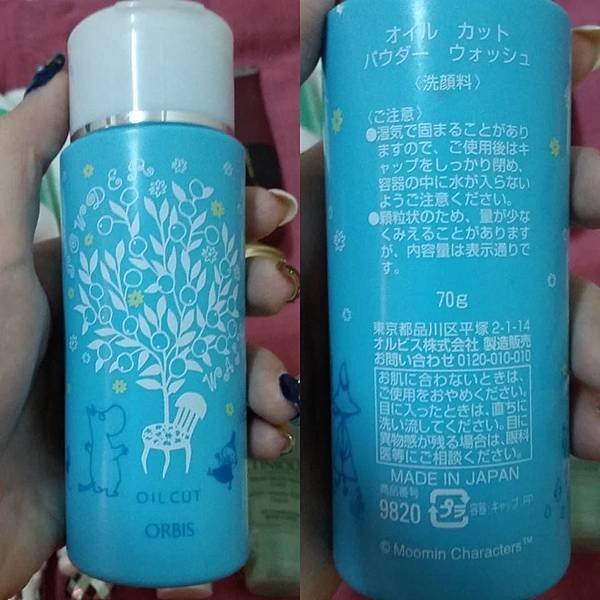 POWDER WASH
OIL CUT
ORBIS
オイル カット
パウダー ウォッシュ
〈洗顔料〉
〈ご注意〉
●湿気で固まることがあり
ますので、ご使用後はキ
ャップをしっかり閉め、
容器の中に水が入らない
ようご注意ください。
●顆粒状のため、量が少な
くみえることがあります
が、内容量は表示通りで
す。
70g
東京都品川区平塚2-1-14
オルビス株式会社 製造販売
お問い合わせ 0120-010-010
お肌に合わないときは、
ご使用をおやめください。
目に入ったときは、直ちに
洗い流してください。目に
異物感が残る場合は、眼科
医等にご相談ください。
MADE IN JAPAN
商品番号
9820 プラ 容器・キャップ:PP
© Moomin Characters™